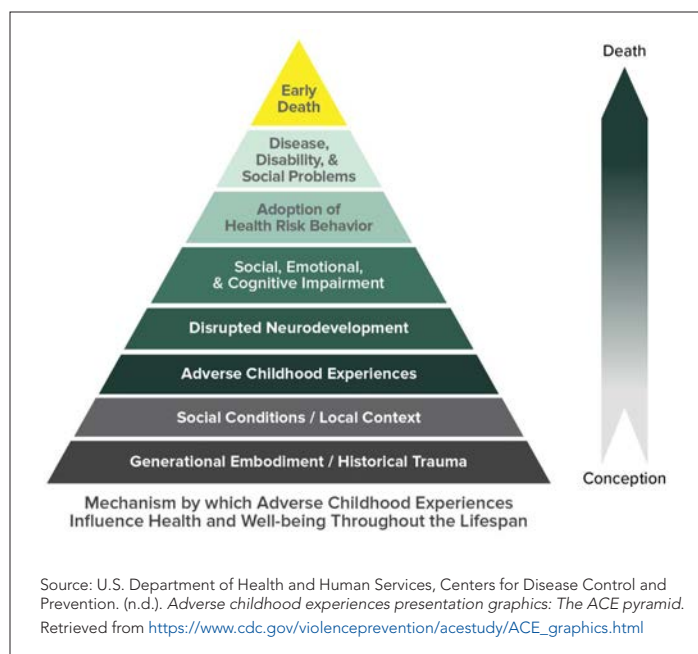 Death
Early
Death
Disease,
Disability, &
Social Problems
Adoption of
Health Risk Behavior
Social, Emotional,
& Cognitive Impairment
Disrupted Neurodevelopment
Adverse Childhood Experiences
Social Conditions / Local Context
Generational Embodiment / Historical Trauma
Conception
Mechanism by which Adverse Childhood Experiences
Influence Health and Well-being Throughout the Lifespan
Source: U.S. Department of Health and Human Services, Centers for Disease Control and
Prevention. (n.d.). Adverse childhood experiences presentation graphics: The ACE pyramid.
Retrieved from https://www.cdc.gov/violenceprevention/acestudy/ACE_graphics.html